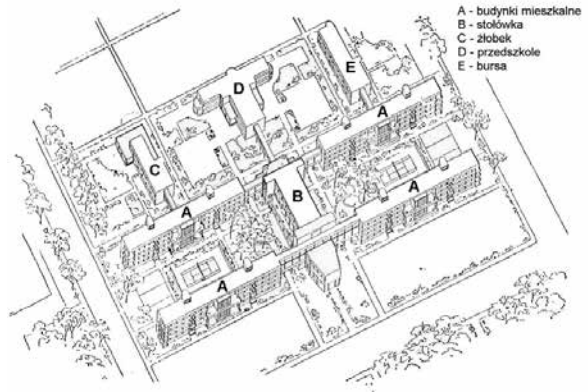 A - budynki mieszkalne
B - stołówka
C - żłobek
D - przedszkole
E - bursa
E
D
A
C
B
A
A
A